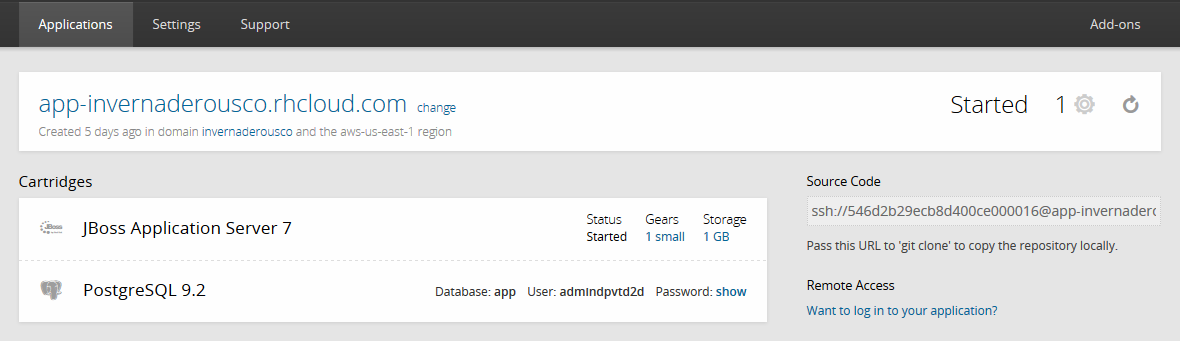 Applications Settings Support Add-ons
app-invernaderousco.rhcloud.com change Started 1
Created 5 days ago in domain invernaderousco and the aws-us-east-1 region
Cartridges
JBoss JBoss Application Server 7 Status Gears Storage
Started 1 small 1 GB
PostgreSQL 9.2 Database: app User: admindpvtd2d Password: show
Source Code
ssh://546d2b29ecb8d400ce000016@app-invernadero
Pass this URL to 'git clone' to copy the repository locally.
Remote Access
Want to log in to your application?